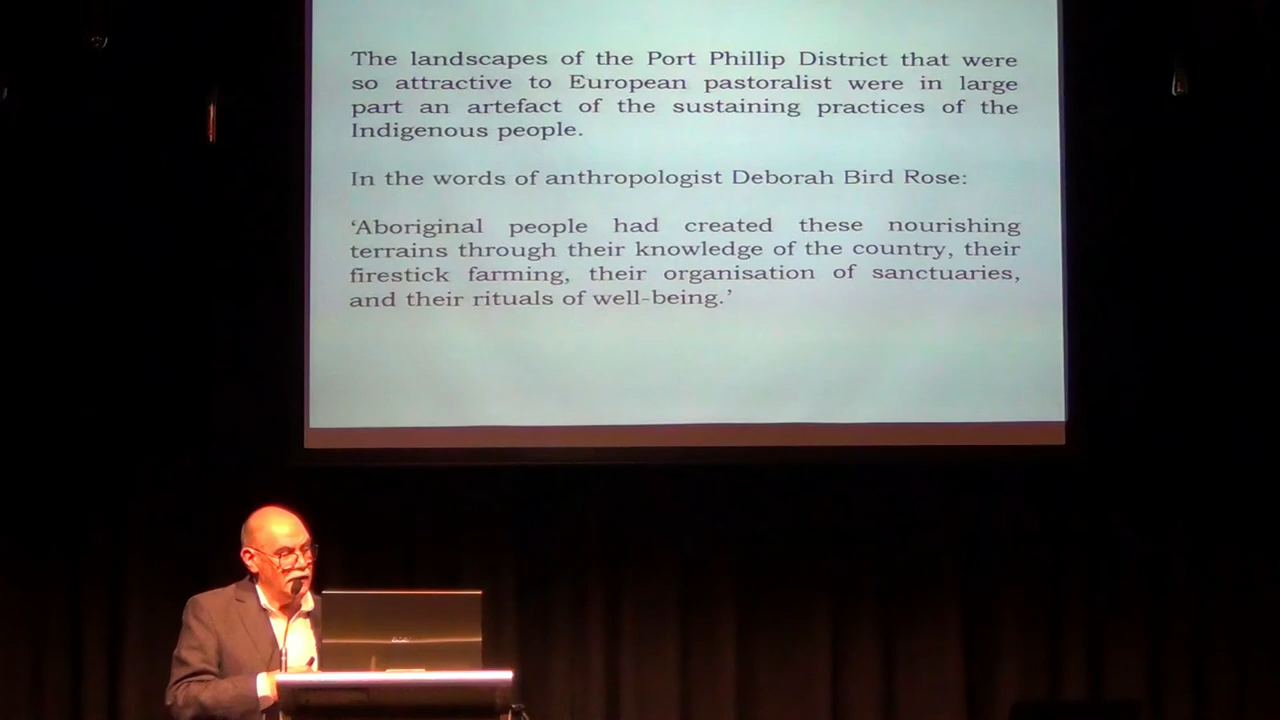 The landscapes of the Port Phillip District that were
so attractive to European pastoralist were in large
part an artefact of the sustaining practices of the
Indigenous people.
In the words of anthropologist Deborah Bird Rose:
‘Aboriginal people had created these nourishing
terrains through their knowledge of the country, their
firestick farming, their organisation of sanctuaries,
and their rituals of well-being.’